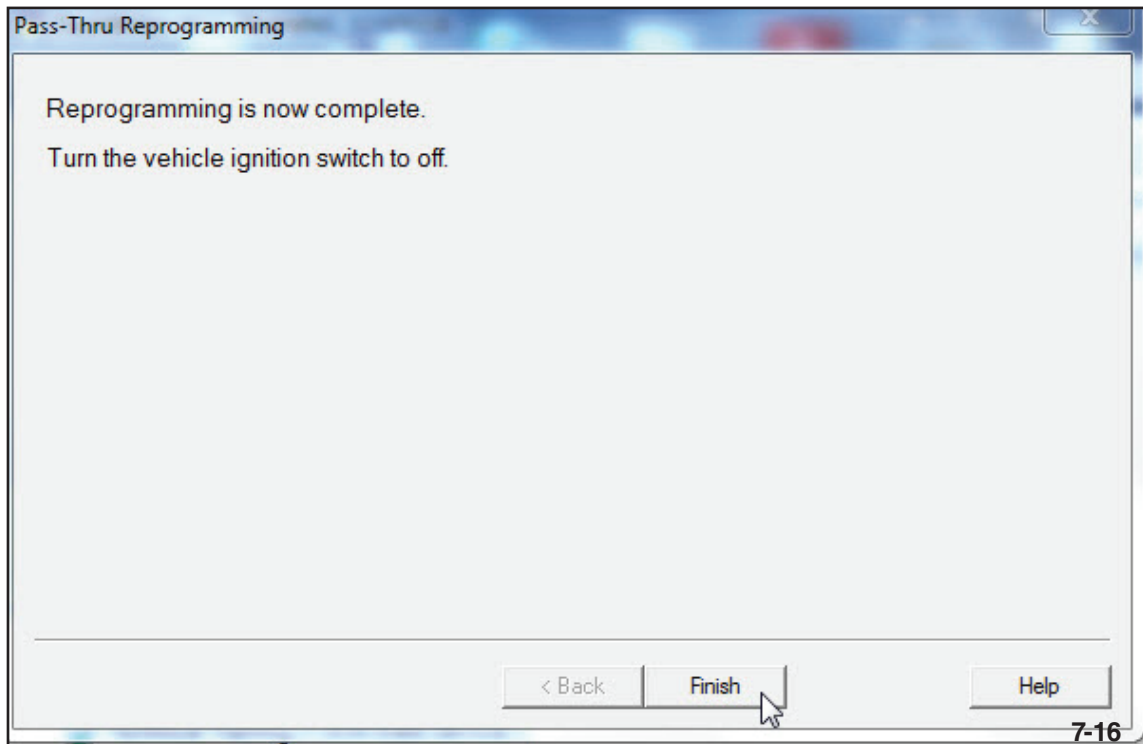 Pass-Thru Reprogramming
Reprogramming is now complete.
Turn the vehicle ignition switch to off.
< Back
Finish
Help
7-16